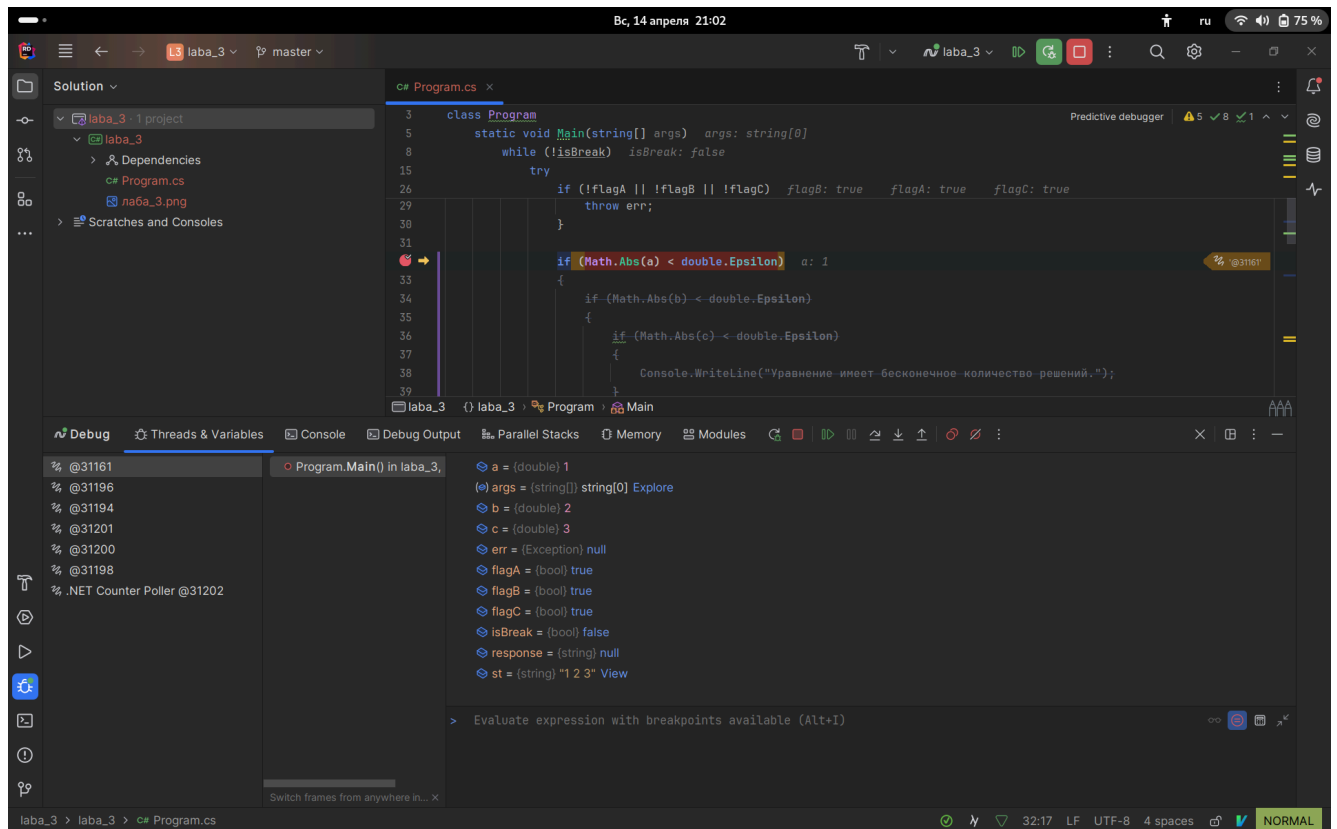 Вс, 14 апреля 21:02
ru 75 %
RD L3 laba_3 master laba_3
Solution
C# Program.cs
laba_3 · 1 project
C# laba_3
Dependencies
C# Program.cs
лаба_3.png
Scratches and Consoles
Predictive debugger 5 8 1
3 class Program
5 static void Main(string[] args) args: string[0]
8 while (!isBreak) isBreak: false
15 try
26 if (!flagA || !flagB || !flagC) flagB: true flagA: true flagC: true
29 throw err;
30 }
31
if (Math.Abs(a) < double.Epsilon) a: 1 '@31161'
33 {
34 if (Math.Abs(b) < double.Epsilon)
35 {
36 if (Math.Abs(c) < double.Epsilon)
37 {
38 Console.WriteLine("Уравнение имеет бесконечное количество решений.");
39 }
laba_3 {} laba_3 › Program › Main
Debug Threads & Variables Console Debug Output Parallel Stacks Memory Modules
@31161
@31196
@31194
@31201
@31200
@31198
.NET Counter Poller @31202
Program.Main() in laba_3,
a = {double} 1
args = {string[]} string[0] Explore
b = {double} 2
c = {double} 3
err = {Exception} null
flagA = {bool} true
flagB = {bool} true
flagC = {bool} true
isBreak = {bool} false
response = {string} null
st = {string} "1 2 3" View
> Evaluate expression with breakpoints available (Alt+I)
Switch frames from anywhere in... ×
laba_3 > laba_3 > C# Program.cs
32:17 LF UTF-8 4 spaces NORMAL